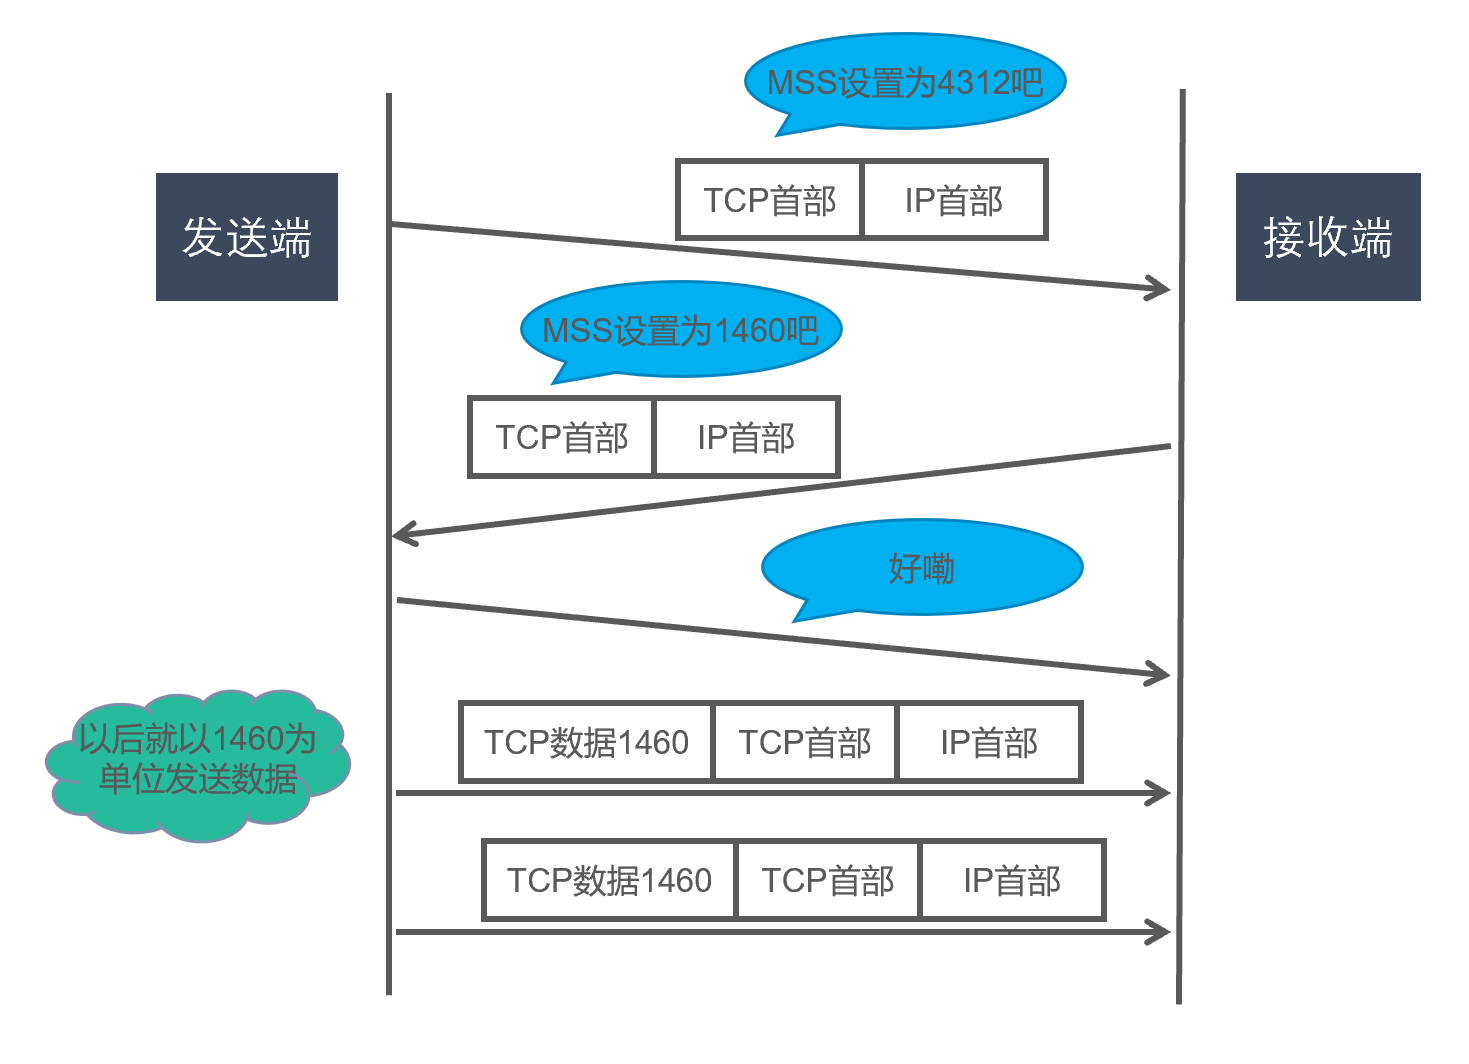 MSS设置为4312吧
TCP首部 IP首部
发送端
接收端
MSS设置为1460吧
TCP首部 IP首部
好嘞
以后就以1460为
单位发送数据
TCP数据1460 TCP首部 IP首部
TCP数据1460 TCP首部 IP首部